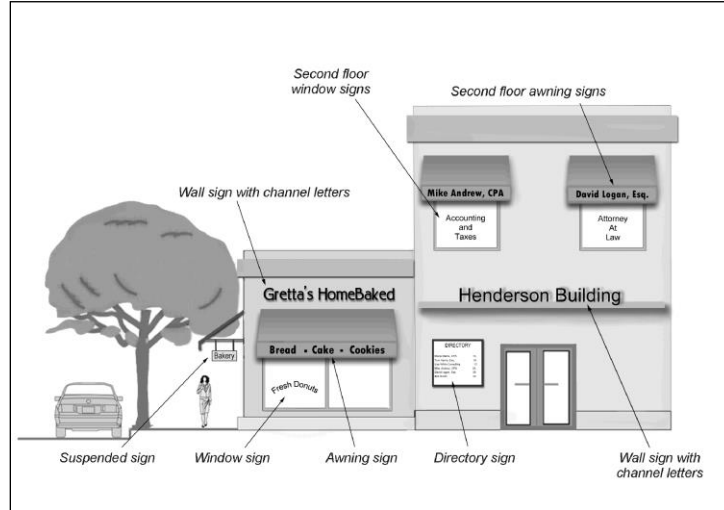 Second floor
window signs
Second floor awning signs
Mike Andrew, CPA
David Logan, Esq.
Wall sign with channel letters
Accounting
and
Taxes
Attorney
At
Law
Gretta's HomeBaked
Henderson Building
Bread • Cake • Cookies
Bakery
DIRECTORY
Fresh Donuts
Suspended sign
Window sign
Awning sign
Directory sign
Wall sign with
channel letters